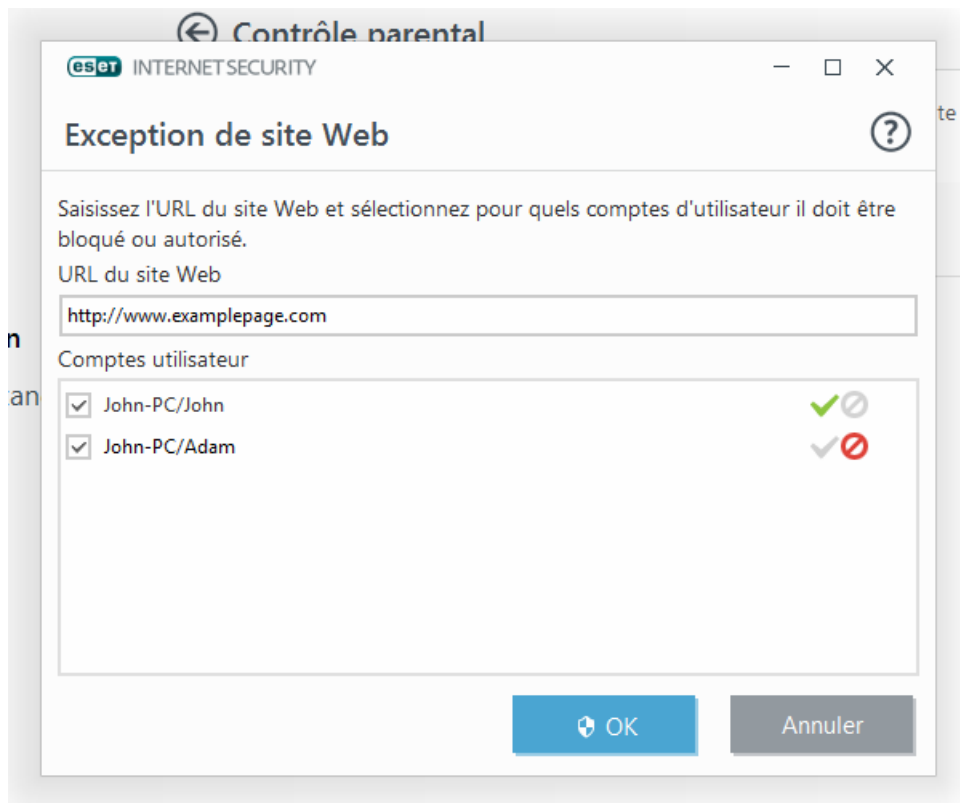 Contrôle parental
eset INTERNET SECURITY
Exception de site Web
?
te
Saisissez l'URL du site Web et sélectionnez pour quels comptes d'utilisateur il doit être
bloqué ou autorisé.
URL du site Web
http://www.examplepage.com
n
Comptes utilisateur
an
John-PC/John
John-PC/Adam
OK
Annuler